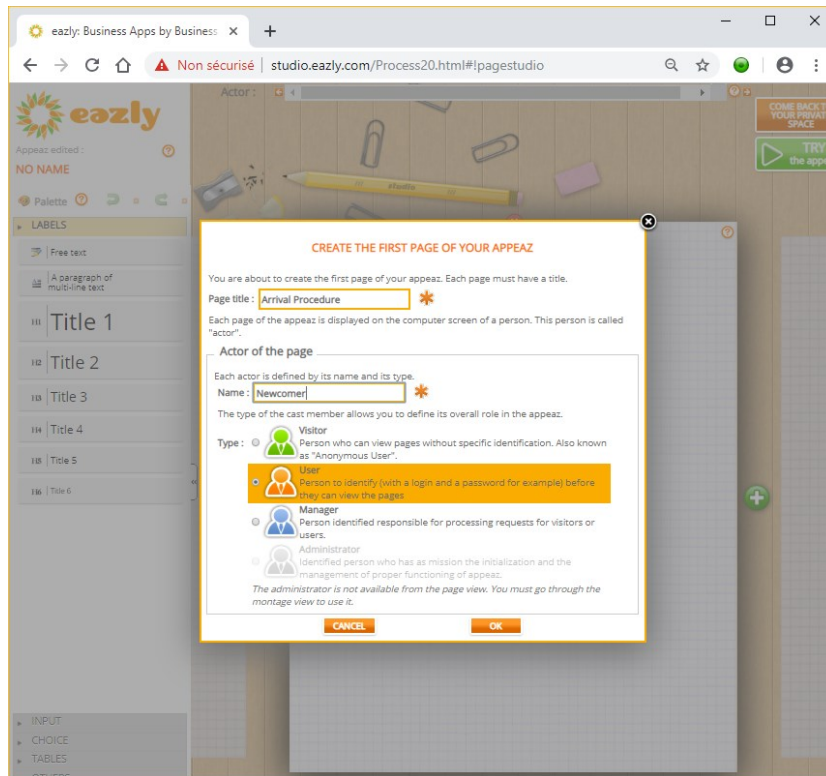 eazly: Business Apps by Business
Non sécurisé | studio.eazly.com/Process20.html#!pagestudio
Actor :
eazly
COME BACK T
YOUR PRIVAT
SPACE
Appeaz edited :
NO NAME
TRY
the appe
studio
Palette
LABELS
Free text
A paragraph of
multi-line text
H1 Title 1
H2 Title 2
H3 Title 3
H4 Title 4
H5 Title 5
H6 Title 6
INPUT
CHOICE
TABLES
OTHERS
CREATE THE FIRST PAGE OF YOUR APPEAZ
You are about to create the first page of your appeaz. Each page must have a title.
Page title : Arrival Procedure
Each page of the appeaz is displayed on the computer screen of a person. This person is called
"actor".
Actor of the page
Each actor is defined by its name and its type.
Name : Newcomer
The type of the cast member allows you to define its overall role in the appeaz.
Type :
Visitor
Person who can view pages without specific identification. Also known
as "Anonymous User".
User
Person to identify (with a login and a password for example) before
they can view the pages
Manager
Person identified responsible for processing requests for visitors or
users.
Administrator
Identified person who has as mission the initialization and the
management of proper functioning of appeaz.
The administrator is not available from the page view. You must go through the
montage view to use it.
CANCEL
OK